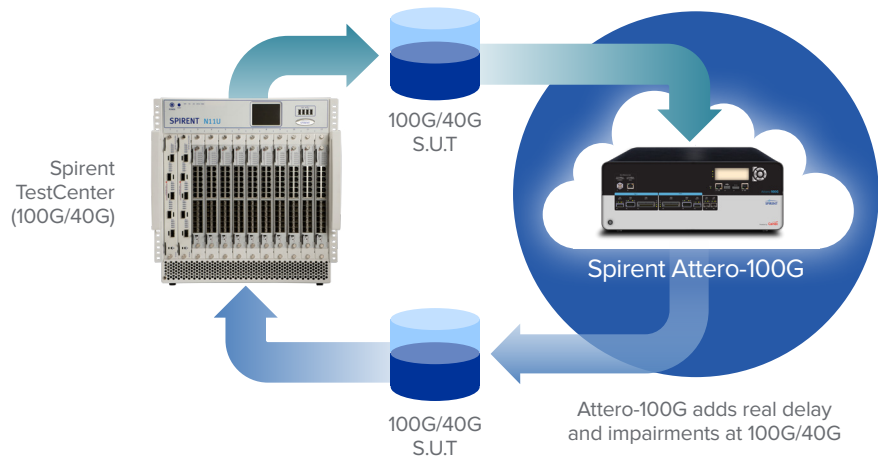 100G/40G
S.U.T
SPIRENT N11U
Spirent
TestCenter
(100G/40G)
Spirent Attero-100G
100G/40G
S.U.T
Attero-100G adds real delay
and impairments at 100G/40G